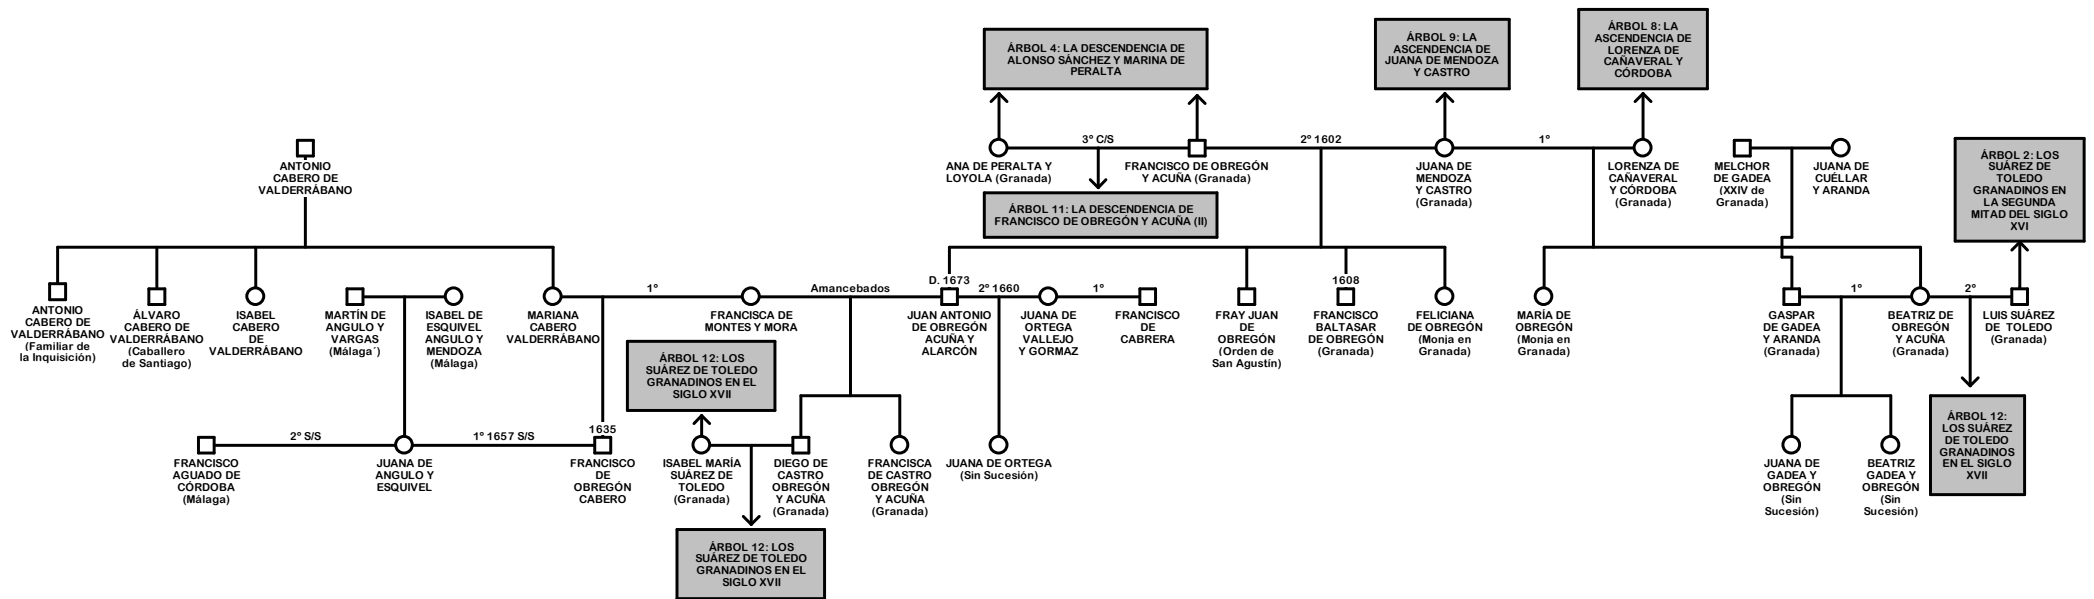 ÁRBOL 4: LA DESCENDENCIA DE
ALONSO SÁNCHEZ Y MARINA DE
PERALTA
ÁRBOL 9: LA
ASCENDENCIA DE
JUANA DE MENDOZA
Y CASTRO
ÁRBOL 8: LA
ASCENDENCIA DE
LORENZA DE
CAÑAVERAL Y
CÓRDOBA
3º C/S
2º 1602
1º
ANTONIO
CABERO DE
VALDERRÁBANO
ANA DE PERALTA Y
LOYOLA (Granada)
FRANCISCO DE OBREGÓN
Y ACUÑA (Granada)
JUANA DE
MENDOZA
Y CASTRO
(Granada)
LORENZA DE
CAÑAVERAL
Y CÓRDOBA
(Granada)
MELCHOR
DE GADEA
(XXIV de
Granada)
JUANA DE
CUÉLLAR
Y ARANDA
ÁRBOL 2: LOS
SUÁREZ DE
TOLEDO
GRANADINOS EN
LA SEGUNDA
MITAD DEL SIGLO
XVI
ÁRBOL 11: LA DESCENDENCIA DE
FRANCISCO DE OBREGÓN Y ACUÑA (II)
1º
Amancebados
D. 1673
2º 1660
1º
1608
1º
2º
ANTONIO
CABERO DE
VALDERRÁBANO
(Familiar de
la Inquisición)
ÁLVARO
CABERO DE
VALDERRÁBANO
(Caballero
de Santiago)
ISABEL
CABERO
DE
VALDERRÁBANO
MARTÍN DE
ANGULO Y
VARGAS
(Málaga´)
ISABEL DE
ESQUIVEL
ANGULO Y
MENDOZA
(Málaga)
MARIANA
CABERO
VALDERRÁBANO
FRANCISCA DE
MONTES Y MORA
JUAN ANTONIO
DE OBREGÓN
ACUÑA Y
ALARCÓN
JUANA DE
ORTEGA
VALLEJO
Y GORMAZ
FRANCISCO
DE
CABRERA
FRAY JUAN
DE
OBREGÓN
(Orden de
San Agustín)
FRANCISCO
BALTASAR
DE OBREGÓN
(Granada)
FELICIANA
DE OBREGÓN
(Monja en
Granada)
MARÍA DE
OBREGÓN
(Monja en
Granada)
GASPAR
DE GADEA
Y ARANDA
(Granada)
BEATRIZ DE
OBREGÓN
Y ACUÑA
(Granada)
LUIS SUÁREZ
DE TOLEDO
(Granada)
ÁRBOL 12: LOS
SUÁREZ DE TOLEDO
GRANADINOS EN EL
SIGLO XVII
ÁRBOL 12:
LOS SUÁREZ
DE TOLEDO
GRANADINOS
EN EL SIGLO
XVII
2º S/S
1º 1657 S/S
1635
FRANCISCO
AGUADO DE
CÓRDOBA
(Málaga)
JUANA DE
ANGULO Y
ESQUIVEL
FRANCISCO
DE
OBREGÓN
CABERO
ISABEL MARÍA
SUÁREZ DE
TOLEDO
(Granada)
DIEGO DE
CASTRO
OBREGÓN
Y ACUÑA
(Granada)
FRANCISCA
DE CASTRO
OBREGÓN
Y ACUÑA
(Granada)
JUANA DE ORTEGA
(Sin Sucesión)
JUANA DE
GADEA Y
OBREGÓN
(Sin
Sucesión)
BEATRIZ
GADEA Y
OBREGÓN
(Sin
Sucesión)
ÁRBOL 12: LOS
SUÁREZ DE TOLEDO
GRANADINOS EN EL
SIGLO XVII